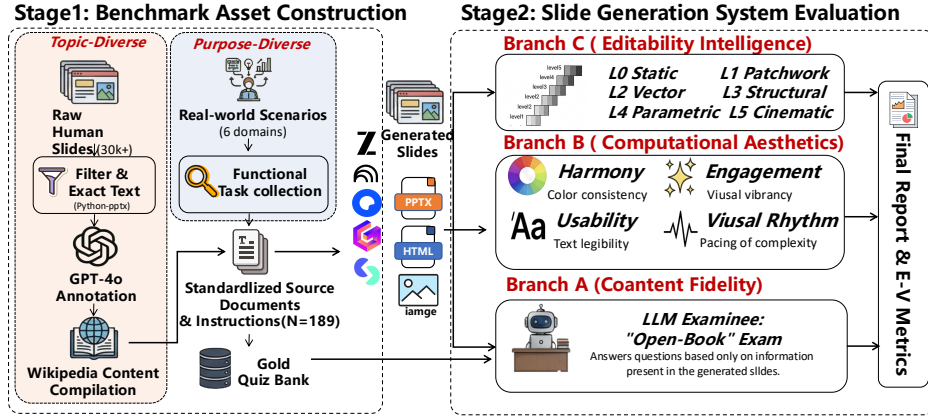 Stage1: Benchmark Asset Construction
Topic-Diverse
Raw
Human
Slides(30k+)
Filter &
Exact Text
(Python-pptx)
GPT-4o
Annotation
Wikipedia Content
Compilation
Purpose-Diverse
Real-world Scenarios
(6 domains)
Functional
Task collection
Standardized Source
Documents
& Instructions(N=189)
Gold
Quiz Bank
Generated
Slides
PPTX
HTML
iamge
Stage2: Slide Generation System Evaluation
Branch C ( Editability Intelligence)
level5
level4
level3
level2
level2
level1
L0 Static
L1 Patchwork
L2 Vector
L3 Structural
L4 Parametric
L5 Cinematic
Branch B ( Computational Aesthetics)
Harmony
Color consistency
Engagement
Viusal vibrancy
Aa
Usability
Text legibility
Viusal Rhythm
Pacing of complexity
Branch A (Coantent Fidelity)
LLM Examinee:
"Open-Book" Exam
Answers questions based only on information
present in the generated slldes.
Final Report & E-V Metrics